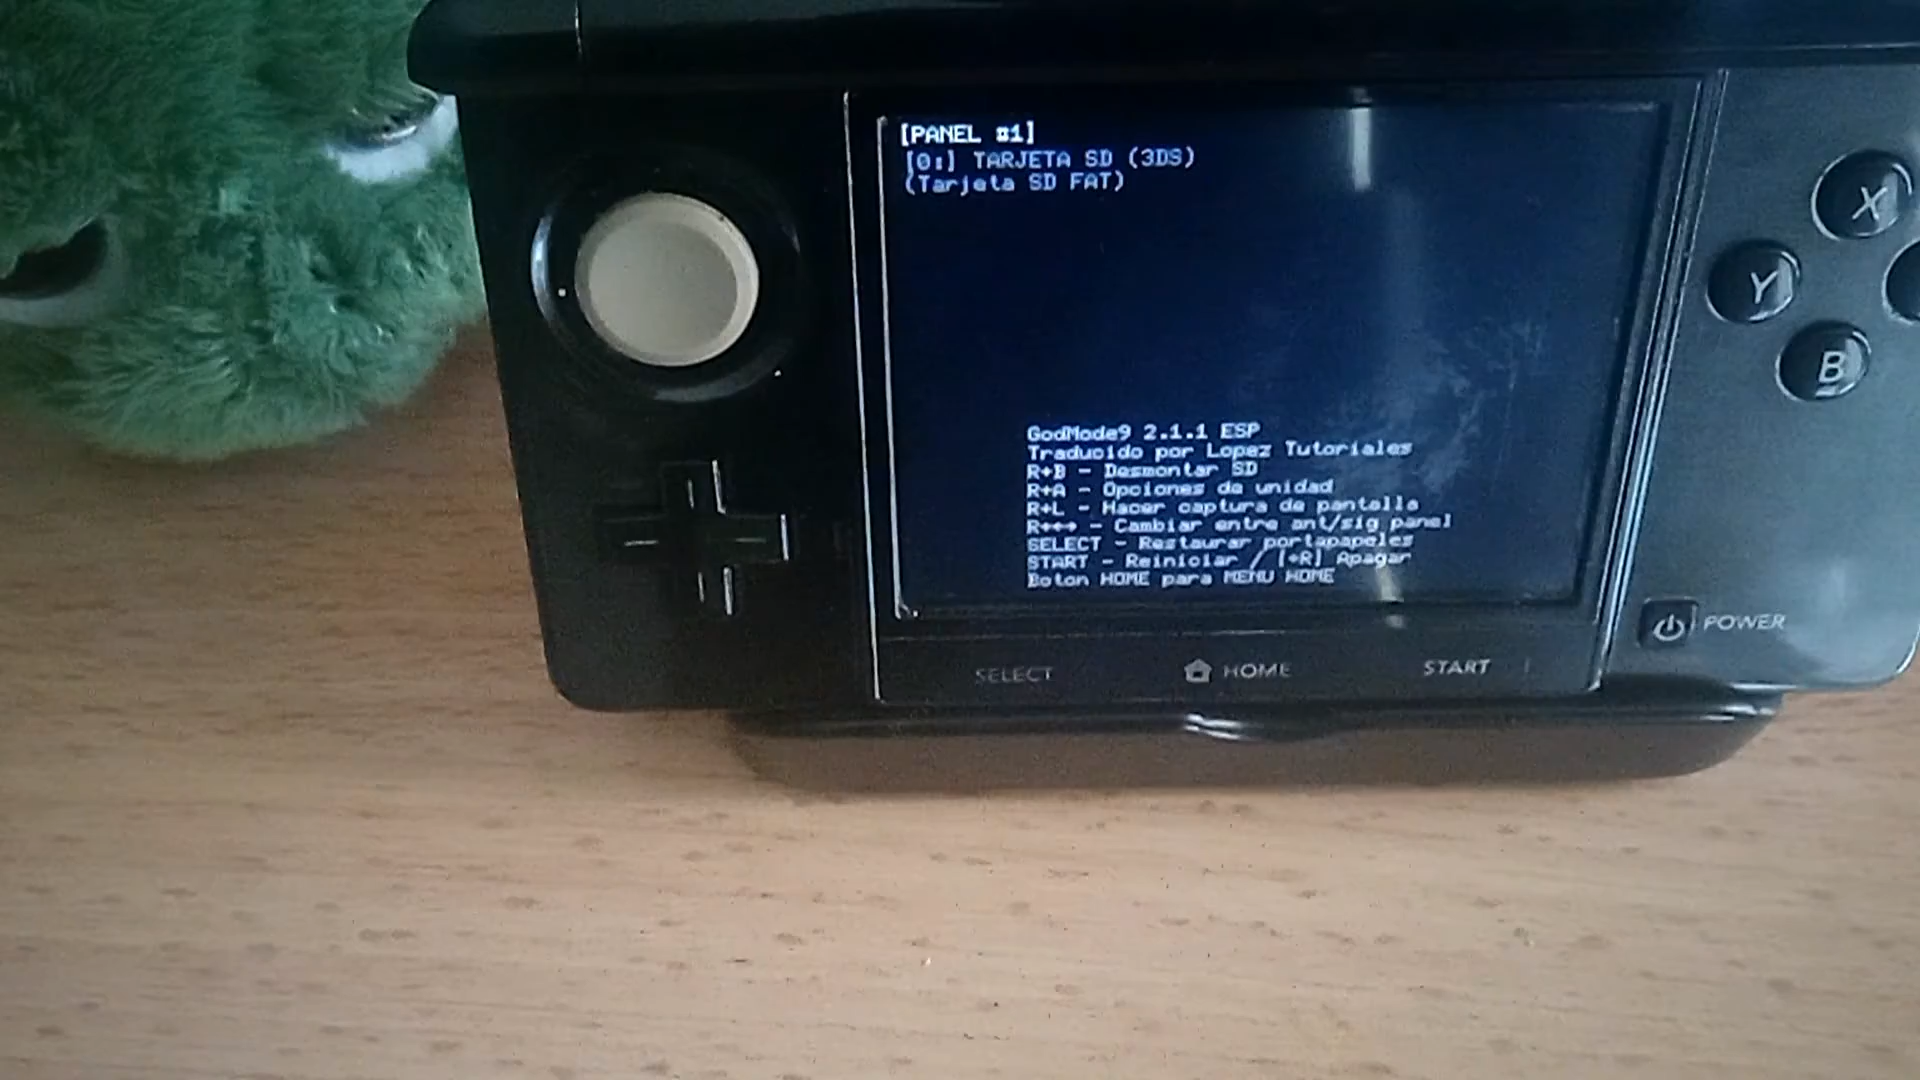 [PANEL #1]
[0:] TARJETA SD (3DS)
(Tarjeta SD FAT)
GodMode9 2.1.1 ESP
Traducido por Lopez Tutoriales
R+B - Desmontar SD
R+A - Opciones de unidad
R+L - Hacer captura de pantalla
R+←→ - Cambiar entre ant/sig panel
SELECT - Restaurar portapapeles
START - Reiniciar / [+R] Apagar
Boton HOME para MENU HOME
X
Y
B
POWER
SELECT
HOME
START